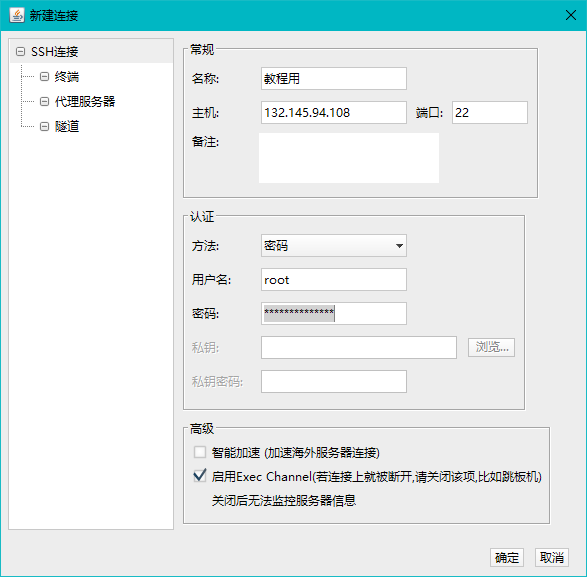 新建连接
SSH连接
终端
代理服务器
隧道
常规
名称: 教程用
主机: 132.145.94.108 端口: 22
备注:
认证
方法: 密码
用户名: root
密码: **************
私钥: 浏览...
私钥密码:
高级
智能加速 (加速海外服务器连接)
启用Exec Channel(若连接上就被断开,请关闭该项,比如跳板机)
关闭后无法监控服务器信息
确定 取消